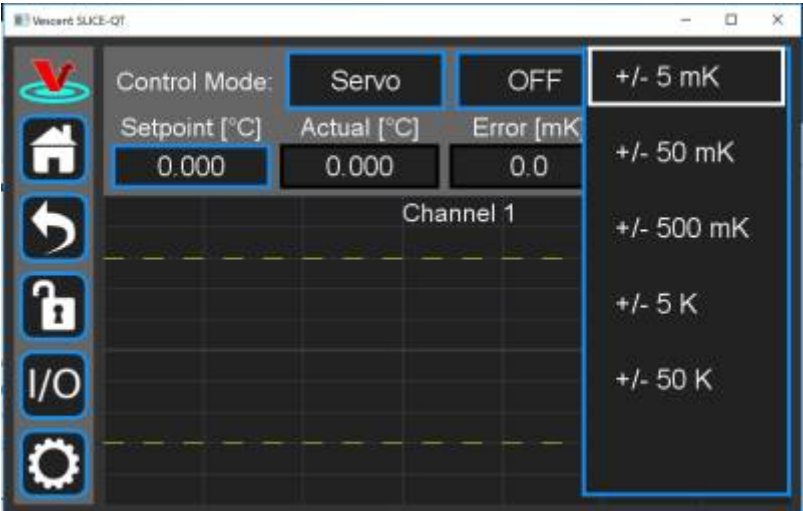 Vescent SLICE-QT
Control Mode: Servo OFF
Setpoint [°C] Actual [°C] Error [mK]
0.000 0.000 0.0
Channel 1
I/O
+/- 5 mK
+/- 50 mK
+/- 500 mK
+/- 5 K
+/- 50 K